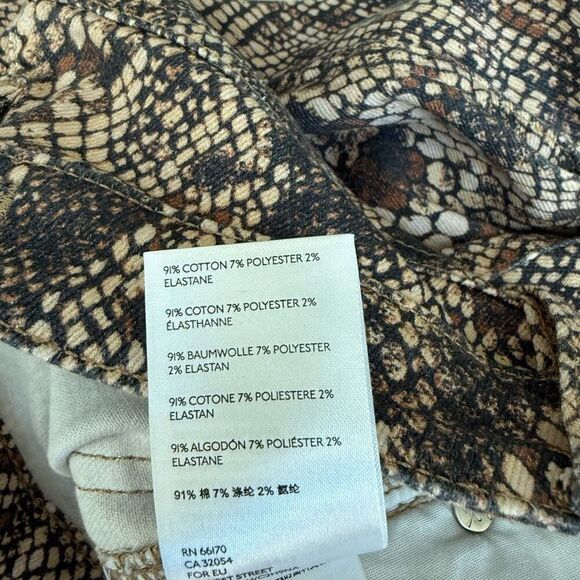 91% COTTON 7% POLYESTER 2%
ELASTANE
91% COTON 7% POLYESTER 2%
ÉLASTHANNE
91% BAUMWOLLE 7% POLYESTER
2% ELASTAN
91% COTONE 7% POLIESTERE 2%
ELASTAN
91% ALGODÓN 7% POLIÉSTER 2%
ELASTANE
91% 棉 7% 涤纶 2% 氨纶
RN 66170
CA 32054
FOR EU
STREET